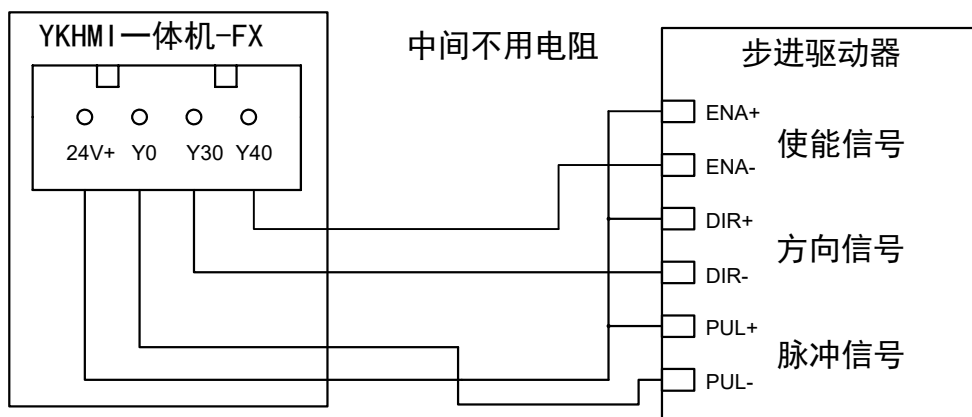 YKHMI一体机-FX
24V+ Y0 Y30 Y40
中间不用电阻
步进驱动器
ENA+
使能信号
ENA-
DIR+
方向信号
DIR-
PUL+
脉冲信号
PUL-